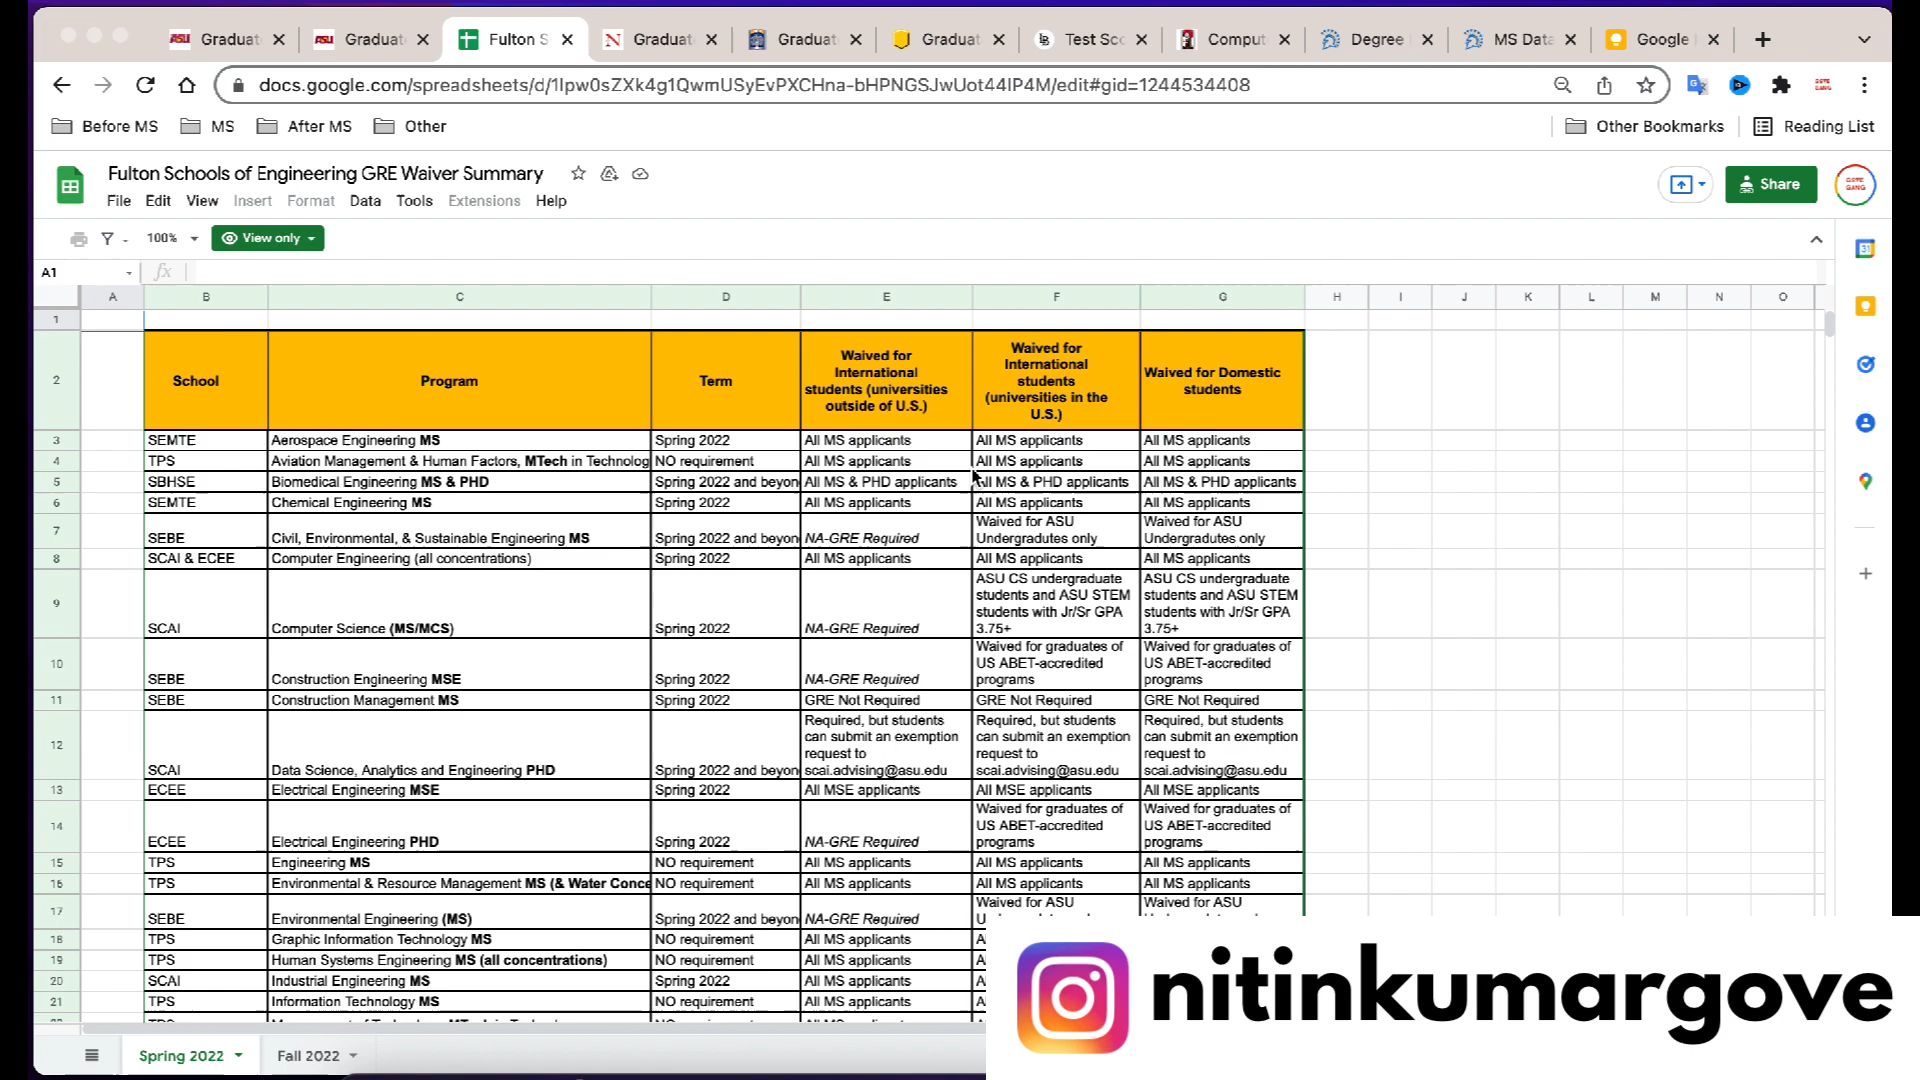 Graduat
Graduat
Fulton S
Graduat
Graduat
Graduat
Test Sco
Comput
Degree
MS Data
Google
docs.google.com/spreadsheets/d/1lpw0sZXk4g1QwmUSyEvPXCHna-bHPNGSJwUot44IP4M/edit#gid=1244534408
Before MS
MS
After MS
Other
Other Bookmarks
Reading List
Fulton Schools of Engineering GRE Waiver Summary
File Edit View Insert Format Data Tools Extensions Help
Share
100%
View only
A1
A B C D E F G H I J K L M N O
1
2
School
Program
Term
Waived for
International
students (universities
outside of U.S.)
Waived for
International
students
(universities in the
U.S.)
Waived for Domestic
students
3 SEMTE Aerospace Engineering MS Spring 2022 All MS applicants All MS applicants All MS applicants
4 TPS Aviation Management & Human Factors, MTech in Technolog NO requirement All MS applicants All MS applicants All MS applicants
5 SBHSE Biomedical Engineering MS & PHD Spring 2022 and beyon All MS & PHD applicants All MS & PHD applicants All MS & PHD applicants
6 SEMTE Chemical Engineering MS Spring 2022 All MS applicants All MS applicants All MS applicants
7 SEBE Civil, Environmental, & Sustainable Engineering MS Spring 2022 and beyon NA-GRE Required
Waived for ASU
Undergradutes only
Waived for ASU
Undergradutes only
8 SCAI & ECEE Computer Engineering (all concentrations) Spring 2022 All MS applicants All MS applicants All MS applicants
9 SCAI Computer Science (MS/MCS) Spring 2022 NA-GRE Required
ASU CS undergraduate
students and ASU STEM
students with Jr/Sr GPA
3.75+
ASU CS undergraduate
students and ASU STEM
students with Jr/Sr GPA
3.75+
10 SEBE Construction Engineering MSE Spring 2022 NA-GRE Required
Waived for graduates of
US ABET-accredited
programs
Waived for graduates of
US ABET-accredited
programs
11 SEBE Construction Management MS Spring 2022 GRE Not Required GRE Not Required GRE Not Required
12 SCAI Data Science, Analytics and Engineering PHD Spring 2022 and beyon
Required, but students
can submit an exemption
request to
scai.advising@asu.edu
Required, but students
can submit an exemption
request to
scai.advising@asu.edu
Required, but students
can submit an exemption
request to
scai.advising@asu.edu
13 ECEE Electrical Engineering MSE Spring 2022 All MSE applicants All MSE applicants All MSE applicants
14 ECEE Electrical Engineering PHD Spring 2022 NA-GRE Required
Waived for graduates of
US ABET-accredited
programs
Waived for graduates of
US ABET-accredited
programs
15 TPS Engineering MS NO requirement All MS applicants All MS applicants All MS applicants
16 TPS Environmental & Resource Management MS (& Water Conce NO requirement All MS applicants All MS applicants All MS applicants
17 SEBE Environmental Engineering (MS) Spring 2022 and beyon NA-GRE Required
Waived for ASU
Waived for ASU
18 TPS Graphic Information Technology MS NO requirement All MS applicants
19 TPS Human Systems Engineering MS (all concentrations) NO requirement All MS applicants
20 SCAI Industrial Engineering MS Spring 2022 All MS applicants
21 TPS Information Technology MS NO requirement All MS applicants
Spring 2022
Fall 2022
nitinkumargove